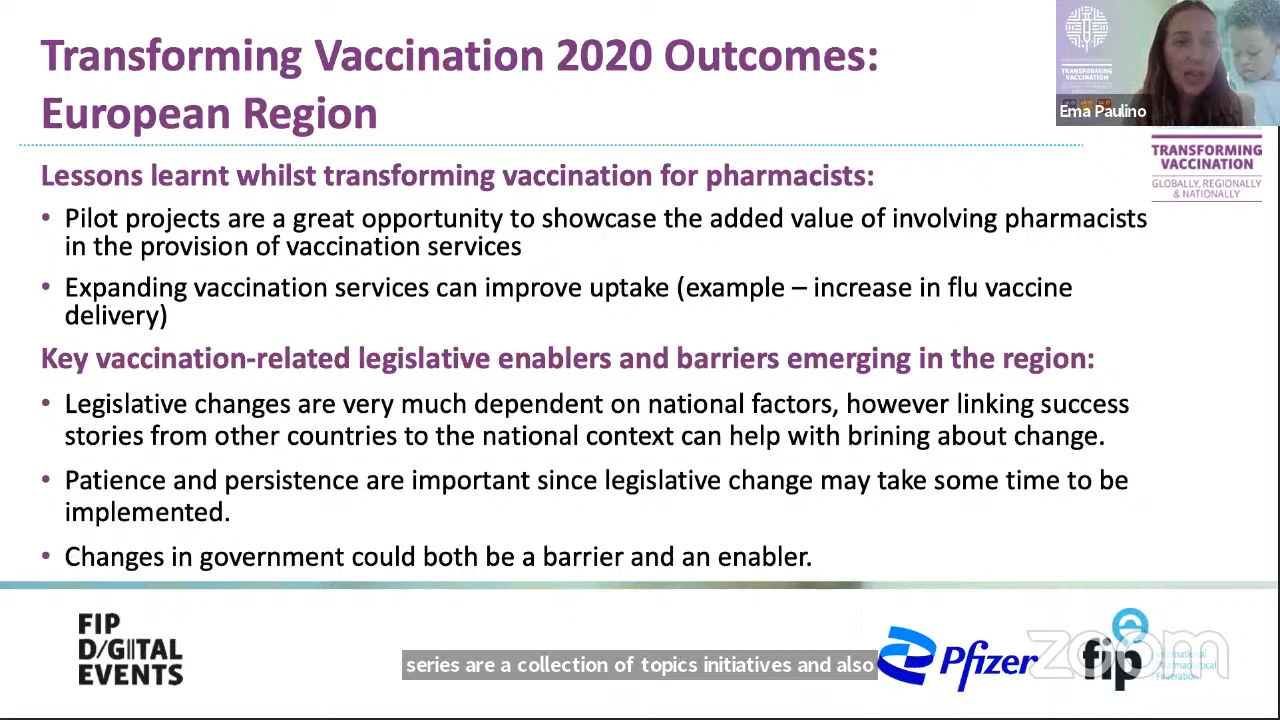 Transforming Vaccination 2020 Outcomes:
European Region
TRANSFORMING
VACCINATION
Ema Paulino
TRANSFORMING
VACCINATION
GLOBALLY, REGIONALLY
& NATIONALLY
Lessons learnt whilst transforming vaccination for pharmacists:
• Pilot projects are a great opportunity to showcase the added value of involving pharmacists
in the provision of vaccination services
• Expanding vaccination services can improve uptake (example – increase in flu vaccine
delivery)
Key vaccination-related legislative enablers and barriers emerging in the region:
• Legislative changes are very much dependent on national factors, however linking success
stories from other countries to the national context can help with brining about change.
• Patience and persistence are important since legislative change may take some time to be
implemented.
• Changes in government could both be a barrier and an enabler.
FIP
DIGITAL
EVENTS
series are a collection of topics initiatives and also
Pfizer
fip
zoom
International
Pharmaceutical
Federation